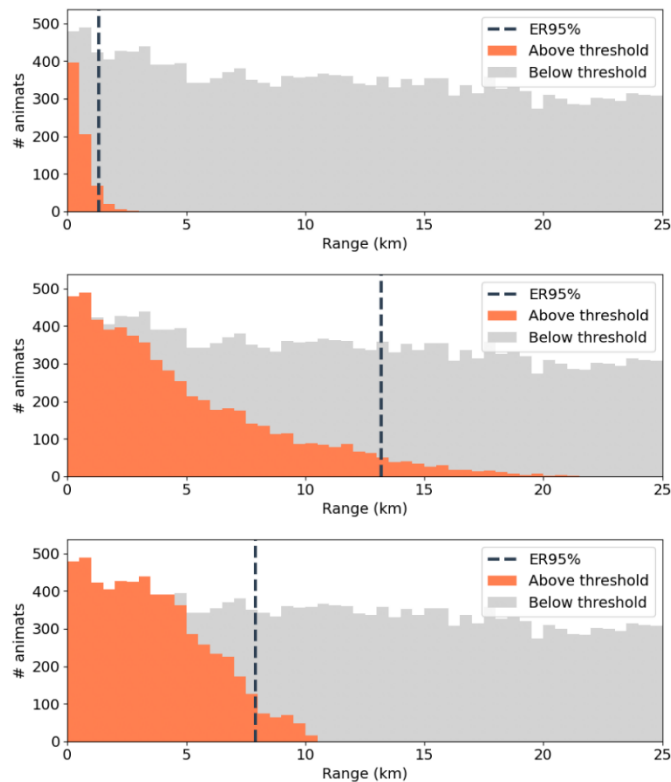 500
400
300
200
100
0
# animats
ER95%
Above threshold
Below threshold
0 5 10 15 20 25
Range (km)
500
400
300
200
100
0
# animats
ER95%
Above threshold
Below threshold
0 5 10 15 20 25
Range (km)
500
400
300
200
100
0
# animats
ER95%
Above threshold
Below threshold
0 5 10 15 20 25
Range (km)